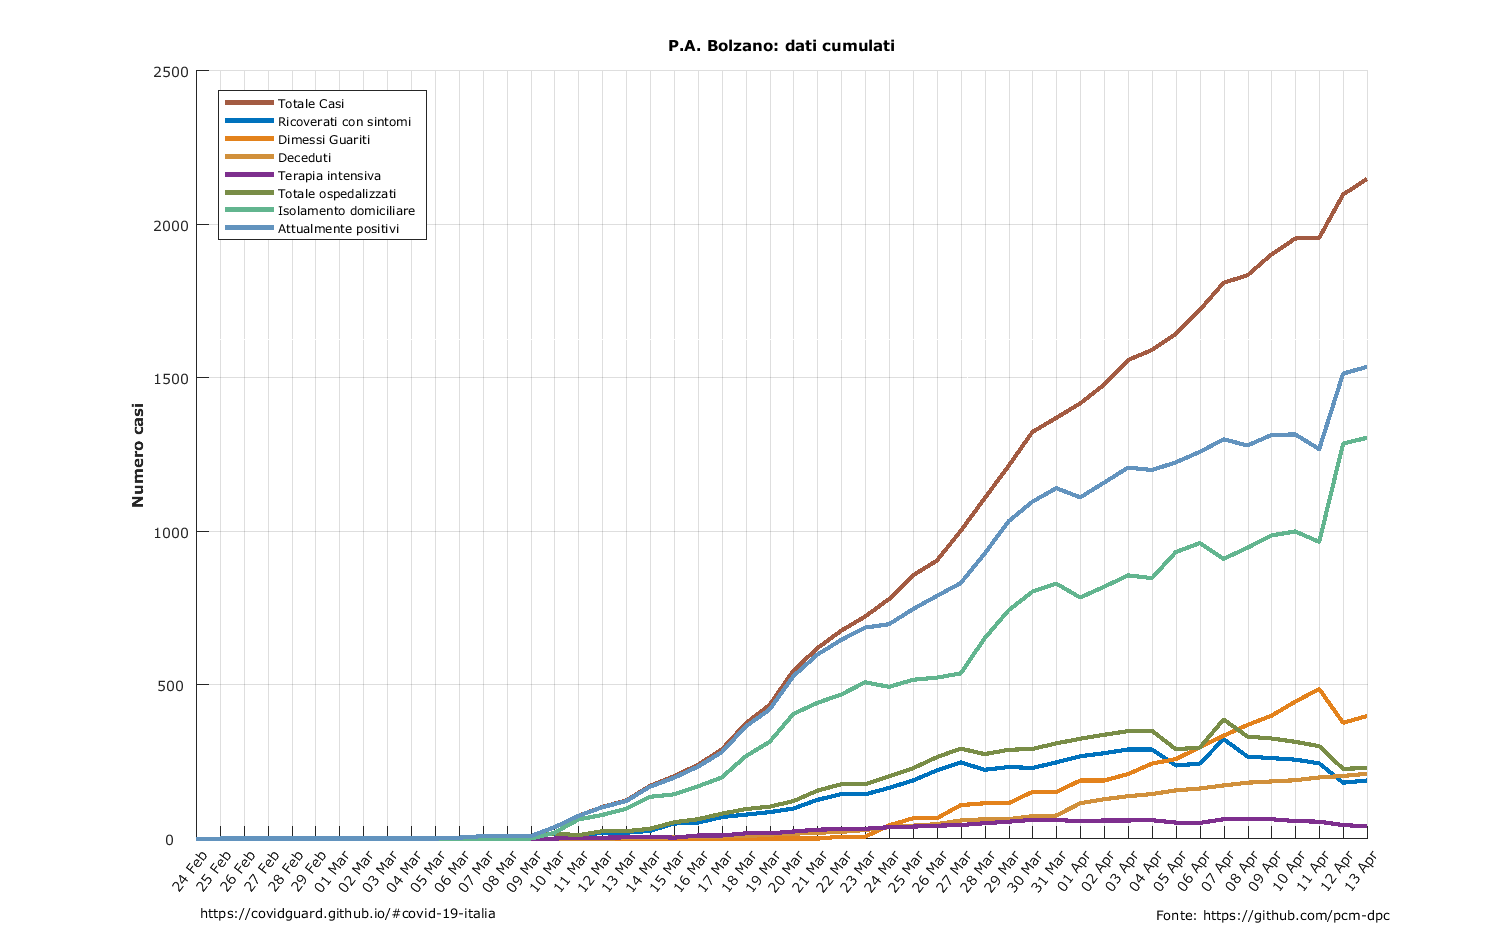 P.A. Bolzano: dati cumulati
2500
2000
1500
1000
500
0
Numero casi
Totale Casi
Ricoverati con sintomi
Dimessi Guariti
Deceduti
Terapia intensiva
Totale ospedalizzati
Isolamento domiciliare
Attualmente positivi
24 Feb
25 Feb
26 Feb
27 Feb
28 Feb
29 Feb
01 Mar
02 Mar
03 Mar
04 Mar
05 Mar
06 Mar
07 Mar
08 Mar
09 Mar
10 Mar
11 Mar
12 Mar
13 Mar
14 Mar
15 Mar
16 Mar
17 Mar
18 Mar
19 Mar
20 Mar
21 Mar
22 Mar
23 Mar
24 Mar
25 Mar
26 Mar
27 Mar
28 Mar
29 Mar
30 Mar
31 Mar
01 Apr
02 Apr
03 Apr
04 Apr
05 Apr
06 Apr
07 Apr
08 Apr
09 Apr
10 Apr
11 Apr
12 Apr
13 Apr
https://covidguard.github.io/#covid-19-italia
Fonte: https://github.com/pcm-dpc